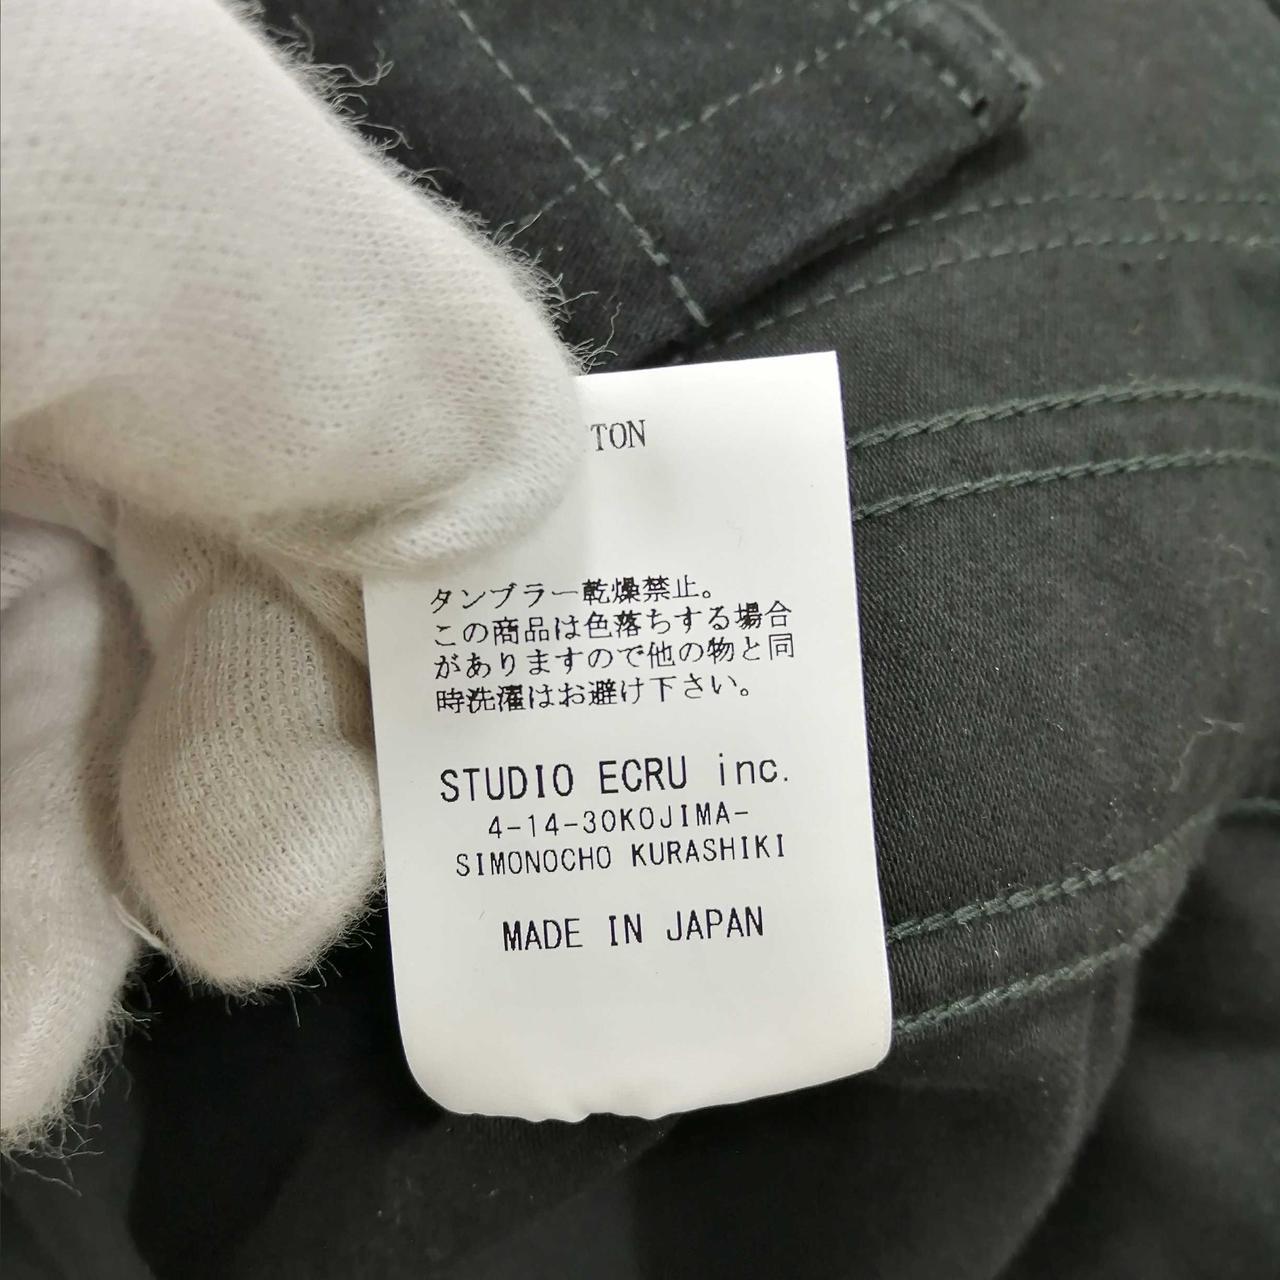 TON
タンブラー乾燥禁止。
この商品は色落ちする場合
がありますので他の物と同
時洗濯はお避け下さい。
STUDIO ECRU inc.
4-14-30KOJIMA-
SIMONOCHO KURASHIKI
MADE IN JAPAN